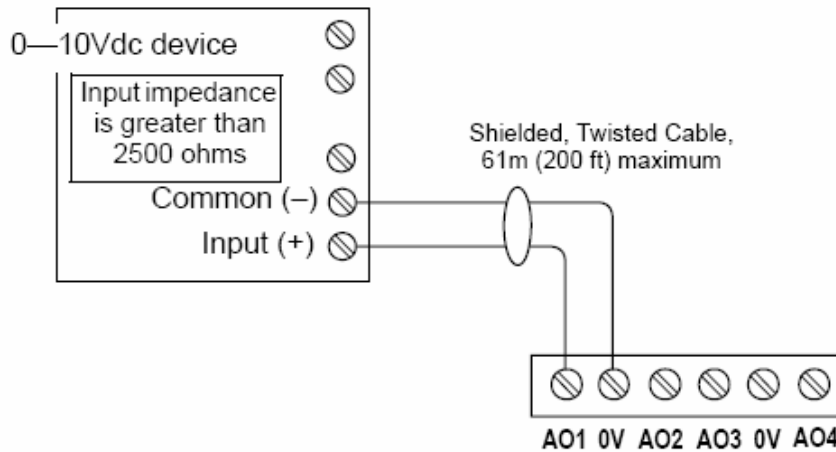 0—10Vdc device
Input impedance
is greater than
2500 ohms
Common (–)
Input (+)
Shielded, Twisted Cable,
61m (200 ft) maximum
AO1 0V AO2 AO3 0V AO4